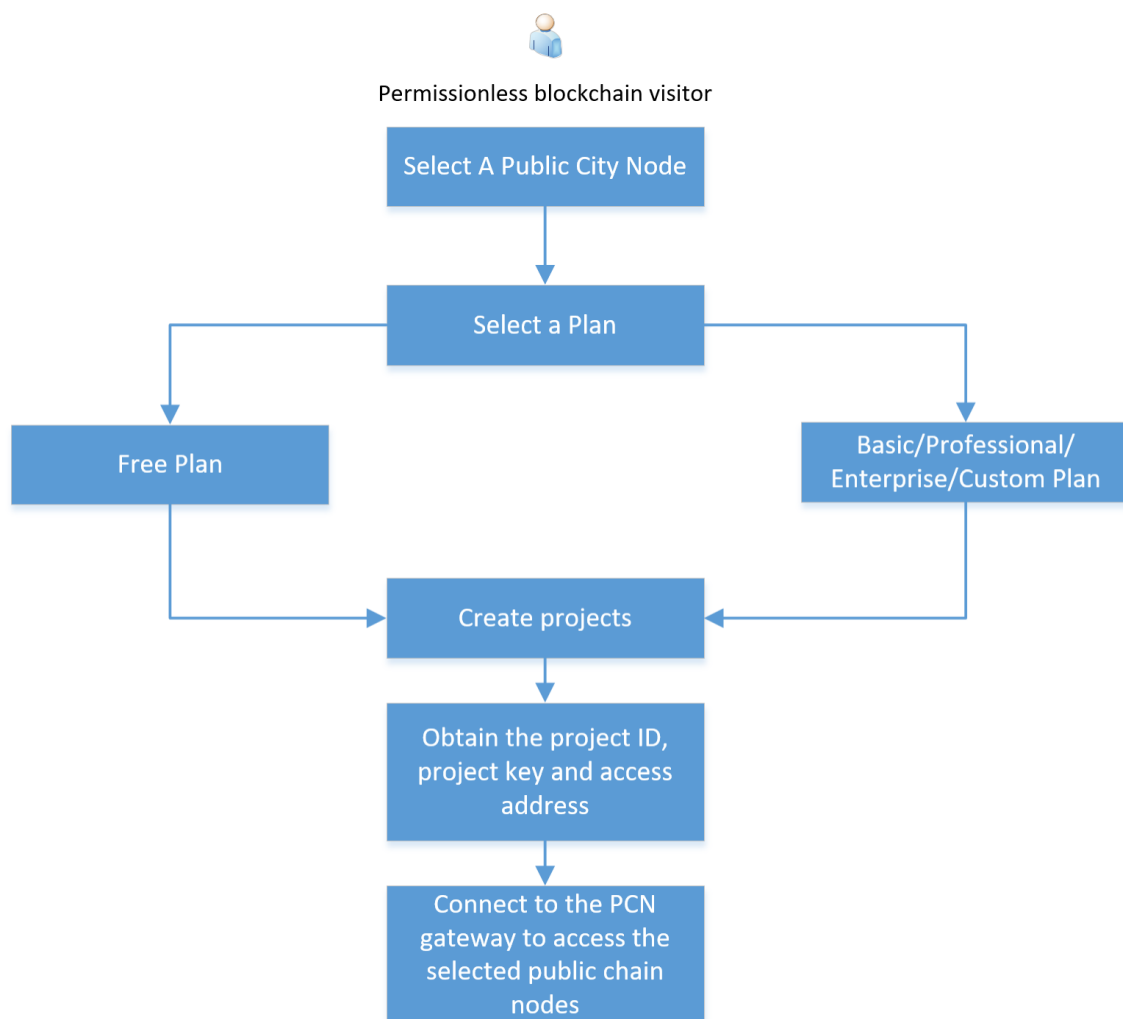 Permissionless blockchain visitor
Select A Public City Node
Select a Plan
Free Plan
Basic/Professional/
Enterprise/Custom Plan
Create projects
Obtain the project ID,
project key and access
address
Connect to the PCN
gateway to access the
selected public chain
nodes